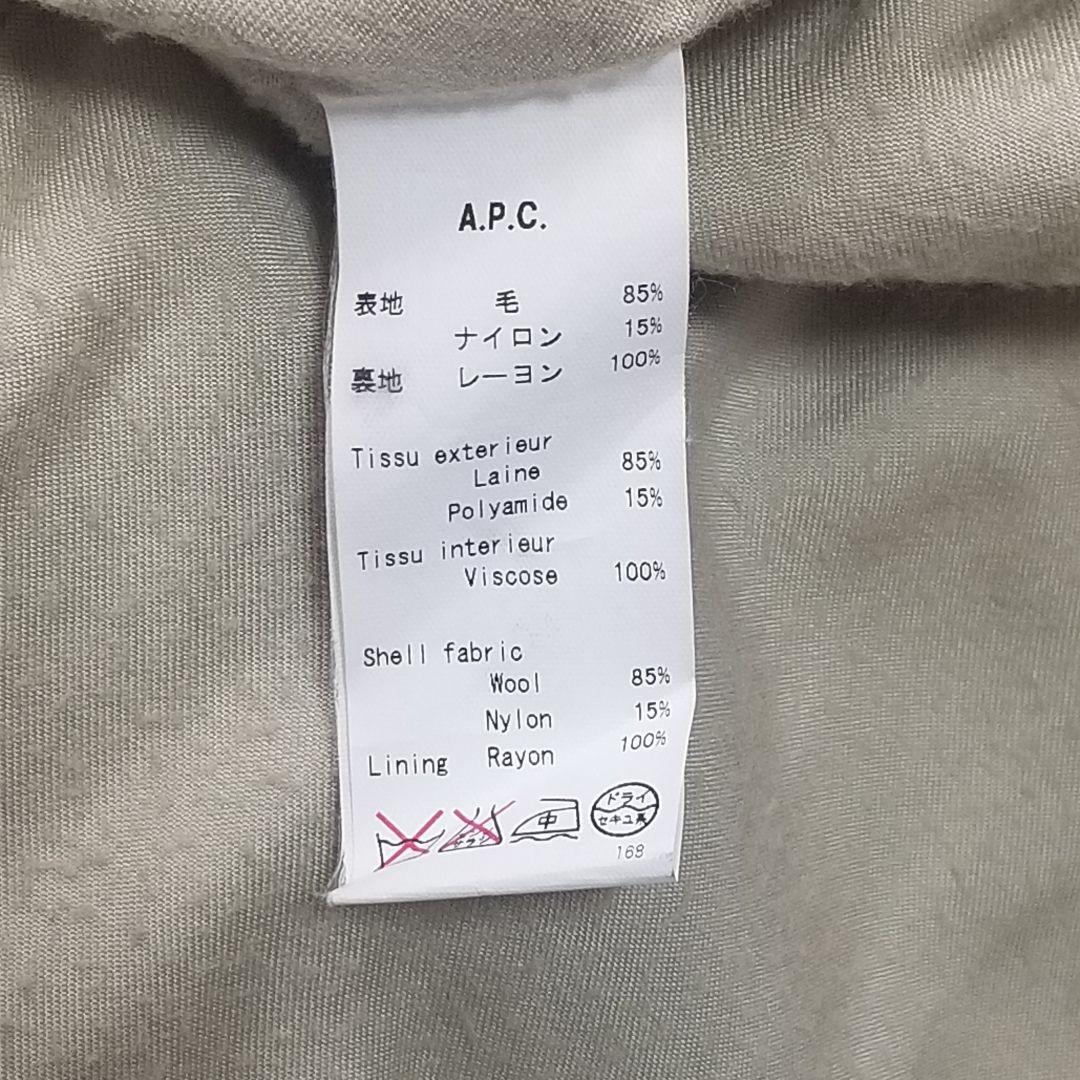 A.P.C.
表地 毛 85%
ナイロン 15%
裏地 レーヨン 100%
Tissu exterieur
Laine 85%
Polyamide 15%
Tissu interieur
Viscose 100%
Shell fabric
Wool 85%
Nylon 15%
Lining Rayon 100%
中
ドライ
セキユ系
168